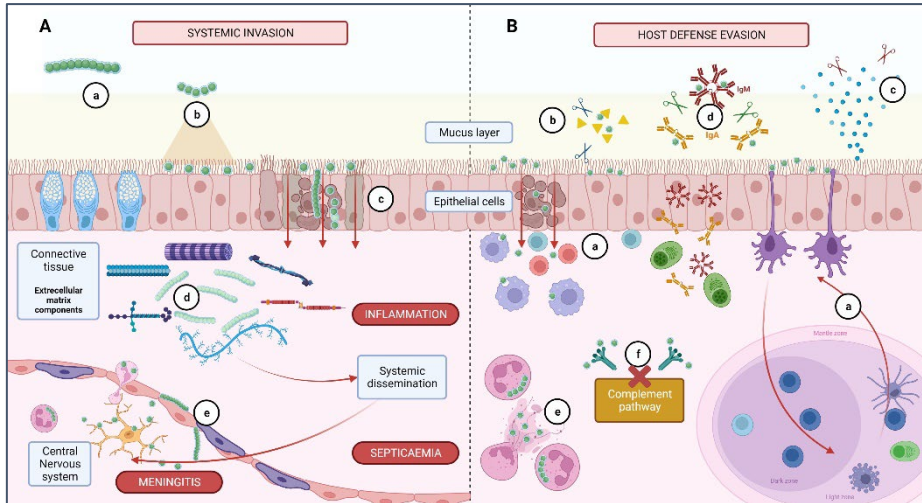 A
SYSTEMIC INVASION
a
b
c
Connective
tissue
Extrecellular
matrix
components
d
INFLAMMATION
Systemic
dissemination
e
Central
Nervous
system
MENINGITIS
SEPTICAEMIA
B
HOST DEFENSE EVASION
Mucus layer
b
IgM
d
IgA
c
Epithelial cells
a
a
f
Complement
pathway
e
Mantle zone
Dark zone
Light zone